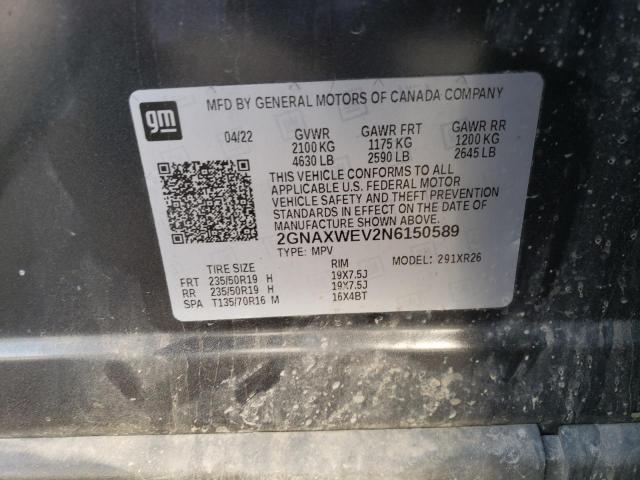 gm
MFD BY GENERAL MOTORS OF CANADA COMPANY
04/22 GVWR GAWR FRT GAWR RR
2100 KG 1175 KG 1200 KG
4630 LB 2590 LB 2645 LB
THIS VEHICLE CONFORMS TO ALL
APPLICABLE U.S. FEDERAL MOTOR
VEHICLE SAFETY AND THEFT PREVENTION
STANDARDS IN EFFECT ON THE DATE OF
MANUFACTURE SHOWN ABOVE.
2GNAXWEV2N6150589
TYPE: MPV MODEL: 291XR26
TIRE SIZE RIM
FRT 235/50R19 H 19X7.5J
RR 235/50R19 H 19X7.5J
SPA T135/70R16 M 16X4BT